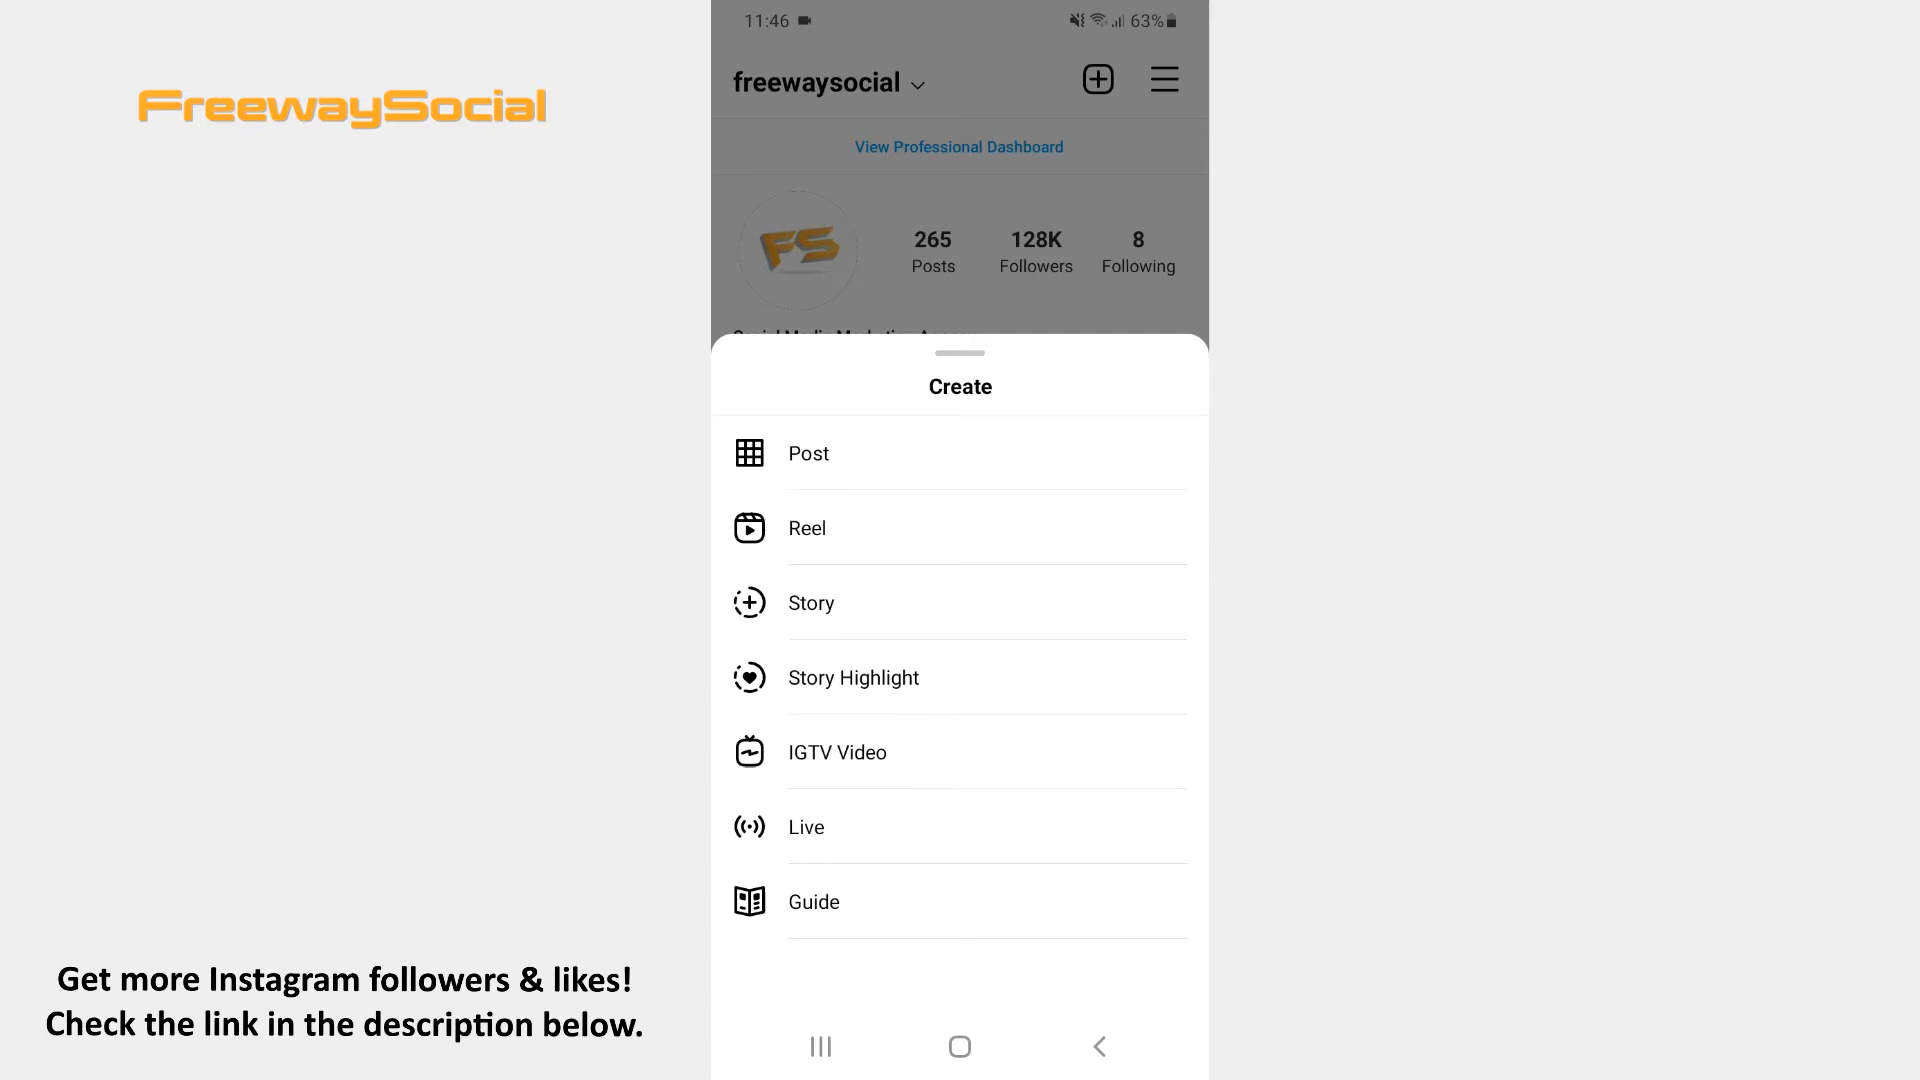 FreewaySocial
11:46
63%
freewaysocial
View Professional Dashboard
FS
265 128K 8
Posts Followers Following
Create
Post
Reel
Story
Story Highlight
IGTV Video
Live
Guide
Get more Instagram followers & likes!
Check the link in the description below.